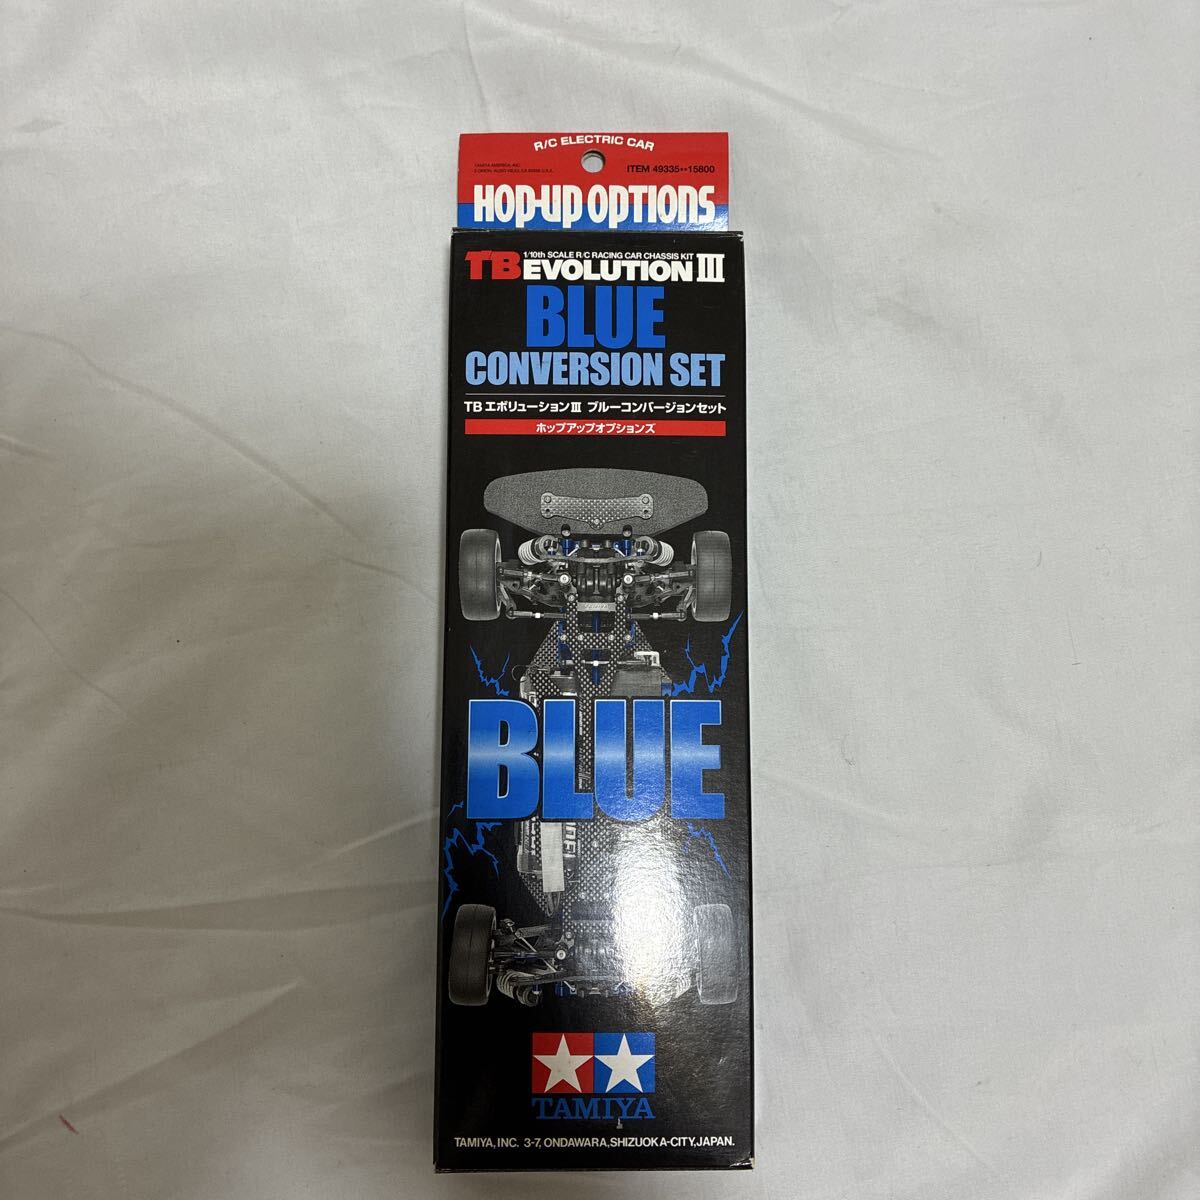 R/C ELECTRIC CAR
TAMIYA AMERICA, INC.
ITEM 49335**15800
HOP-UP OPTIONS
1/10th SCALE R/C RACING CAR CHASSIS KIT
TB EVOLUTION III
BLUE
CONVERSION SET
TB エボリューションIII ブルーコンバージョンセット
ホップアップオプションズ
BLUE
TAMIYA
TAMIYA, INC. 3-7, ONDAWARA, SHIZUOKA-CITY, JAPAN.